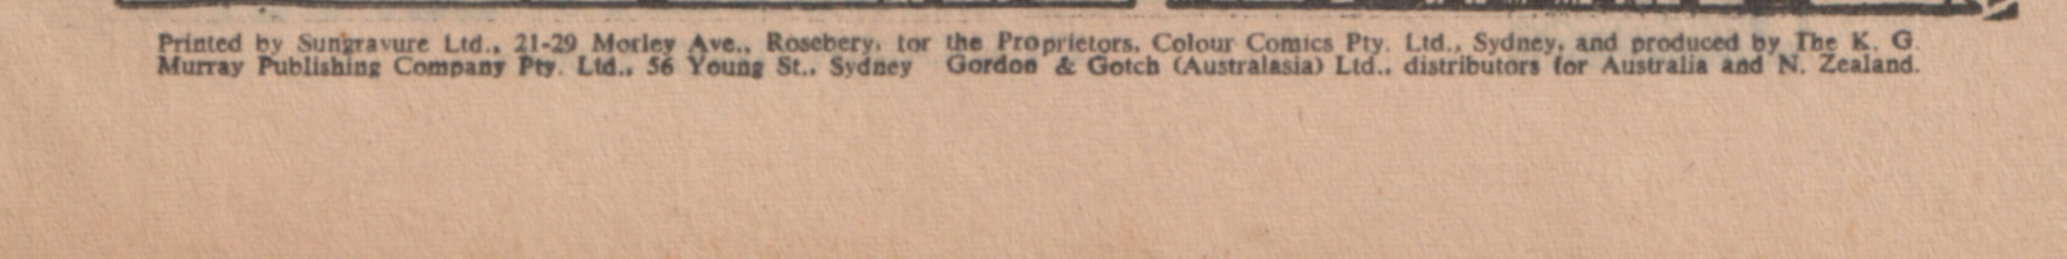 Printed by Sungravure Ltd., 21-29 Morley Ave., Rosebery, for the Proprietors, Colour Comics Pty. Ltd., Sydney, and produced by The K. G.
Murray Publishing Company Pty. Ltd., 56 Young St., Sydney Gordon & Gotch (Australasia) Ltd., distributors for Australia and N. Zealand.